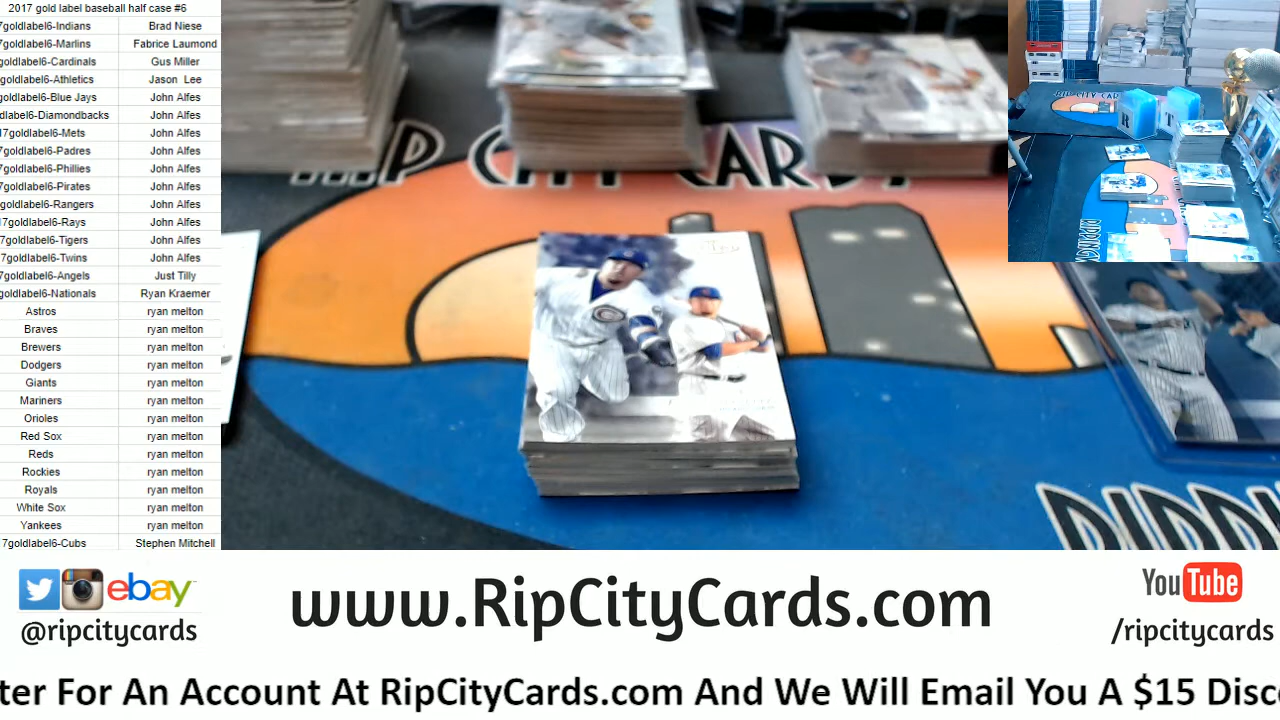 2017 gold label baseball half case #6
7goldlabel6-Indians Brad Niese
7goldlabel6-Marlins Fabrice Laumond
goldlabel6-Cardinals Gus Miller
goldlabel6-Athletics Jason Lee
goldlabel6-Blue Jays John Alfes
dlabel6-Diamondbacks John Alfes
17goldlabel6-Mets John Alfes
7goldlabel6-Padres John Alfes
7goldlabel6-Phillies John Alfes
7goldlabel6-Pirates John Alfes
7goldlabel6-Rangers John Alfes
17goldlabel6-Rays John Alfes
7goldlabel6-Tigers John Alfes
7goldlabel6-Twins John Alfes
7goldlabel6-Angels Just Tilly
goldlabel6-Nationals Ryan Kraemer
Astros ryan melton
Braves ryan melton
Brewers ryan melton
Dodgers ryan melton
Giants ryan melton
Mariners ryan melton
Orioles ryan melton
Red Sox ryan melton
Reds ryan melton
Rockies ryan melton
Royals ryan melton
White Sox ryan melton
Yankees ryan melton
7goldlabel6-Cubs Stephen Mitchell
RIP CITY CARDS
R T
ebay
@ripcitycards
www.RipCityCards.com
YouTube
/ripcitycards
ter For An Account At RipCityCards.com And We Will Email You A $15 Disc